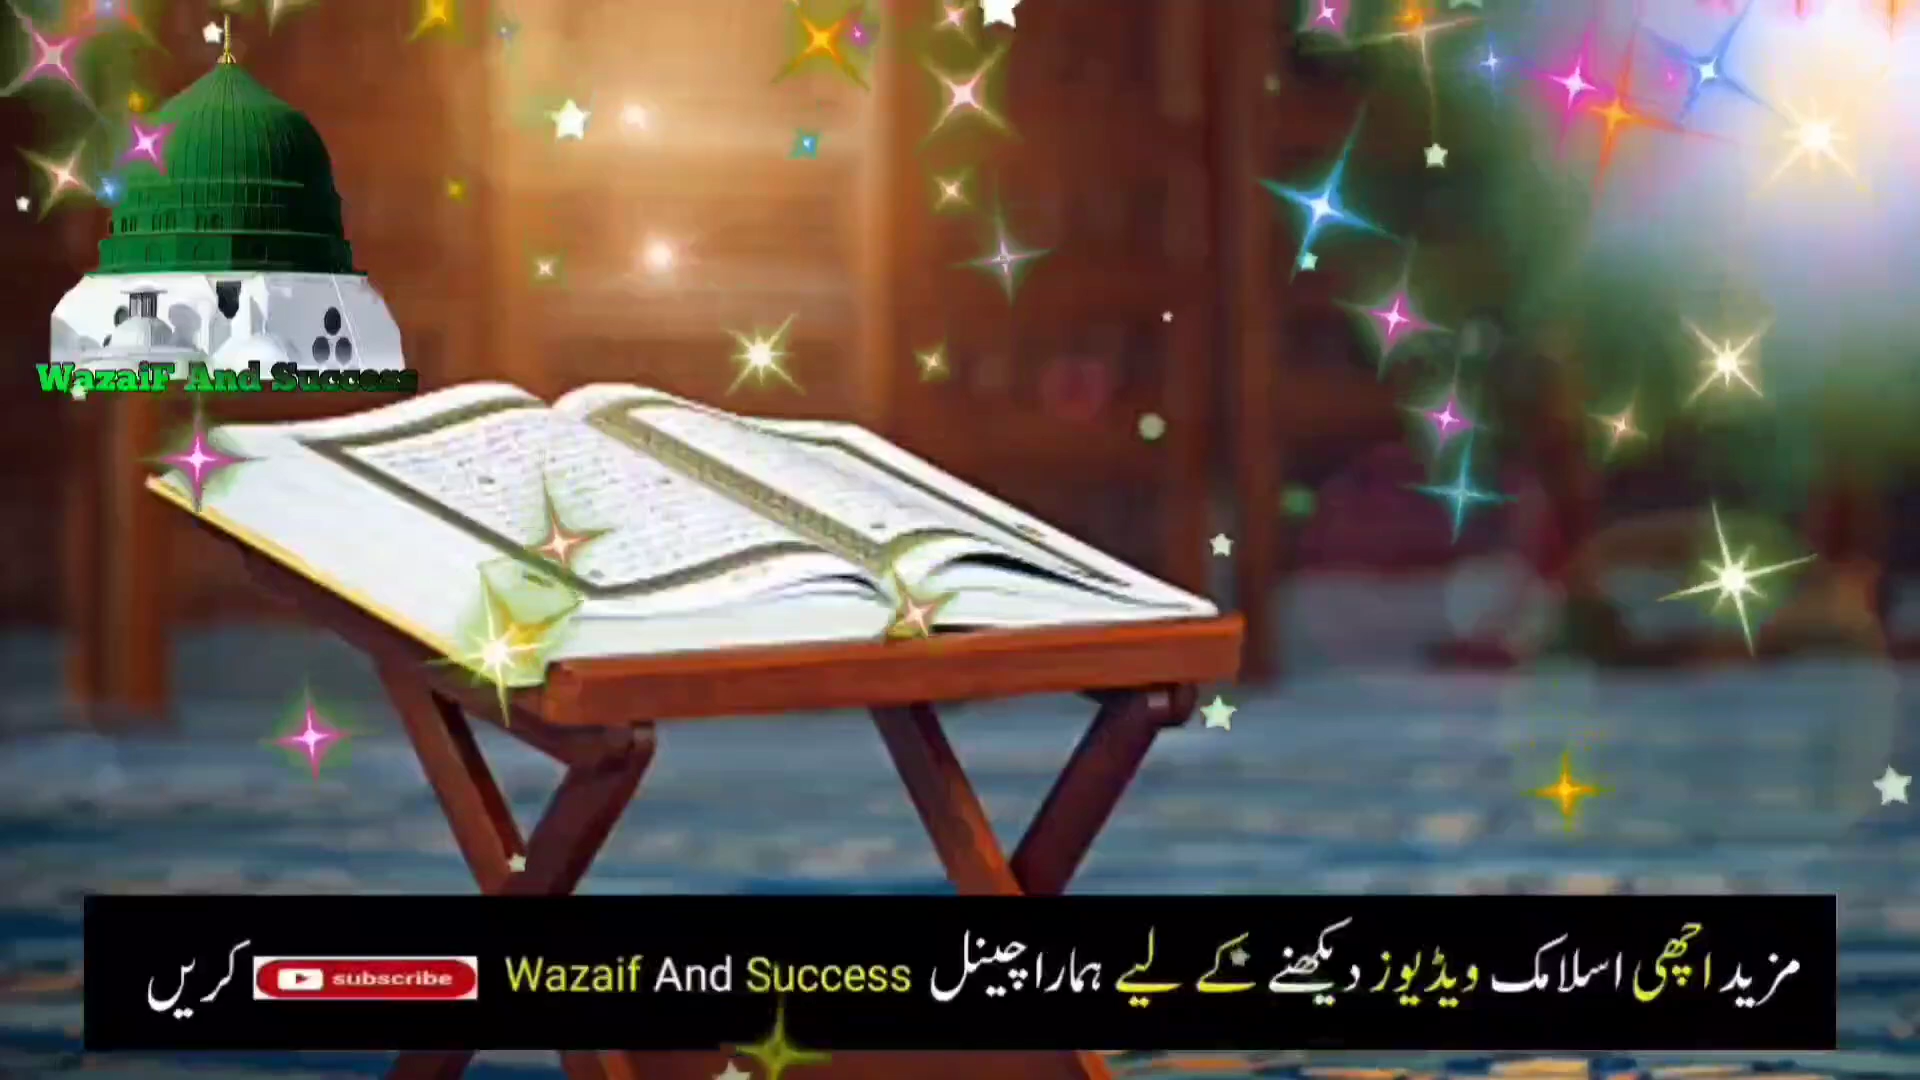 WazaiF And Success
مزید اچھی اسلامک ویڈیوز دیکھنے کے لیے ہمارا چینل Wazaif And Success subscribe کریں